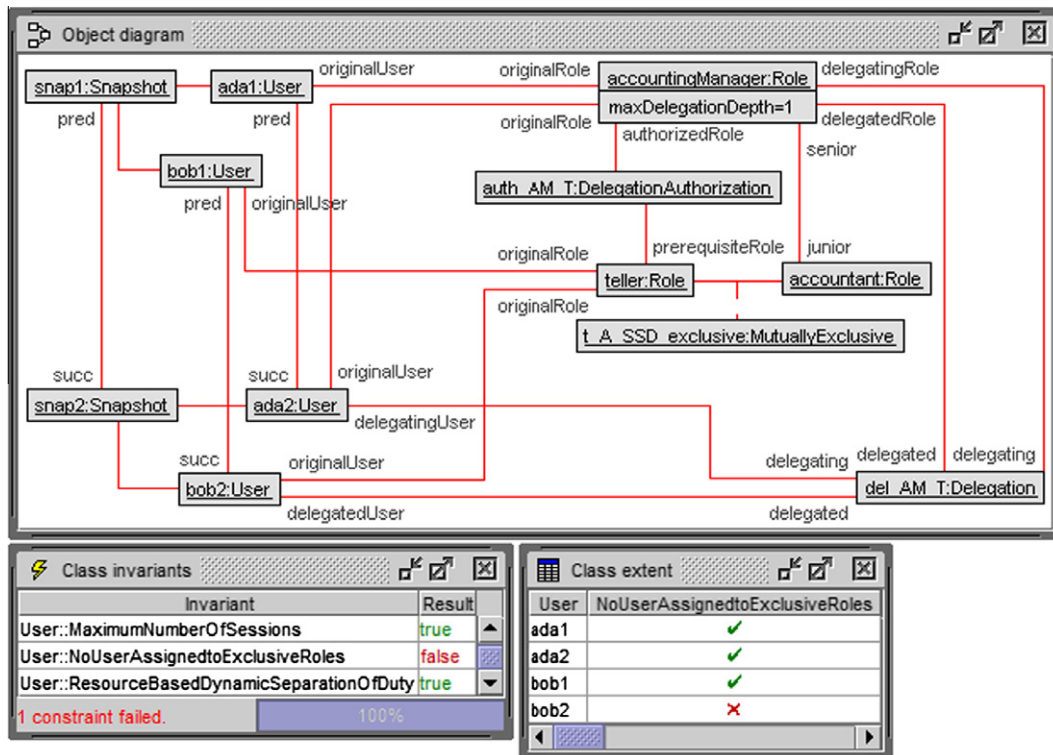 Object diagram
originalUser
originalRole
accountingManager:Role
delegatingRole
snap1:Snapshot
ada1:User
maxDelegationDepth=1
pred
pred
originalRole
authorizedRole
delegatedRole
senior
bob1:User
auth_AM_T:DelegationAuthorization
pred
originalUser
originalRole
prerequisiteRole
junior
teller:Role
accountant:Role
originalRole
t_A_SSD_exclusive:MutuallyExclusive
succ
succ
originalUser
snap2:Snapshot
ada2:User
delegatingUser
succ
originalUser
delegating
delegated
delegating
bob2:User
del_AM_T:Delegation
delegatedUser
delegated
Class invariants
Invariant Result
User::MaximumNumberOfSessions true
User::NoUserAssignedtoExclusiveRoles false
User::ResourceBasedDynamicSeparationOfDuty true
1 constraint failed. 100%
Class extent
User NoUserAssignedtoExclusiveRoles
ada1
ada2
bob1
bob2